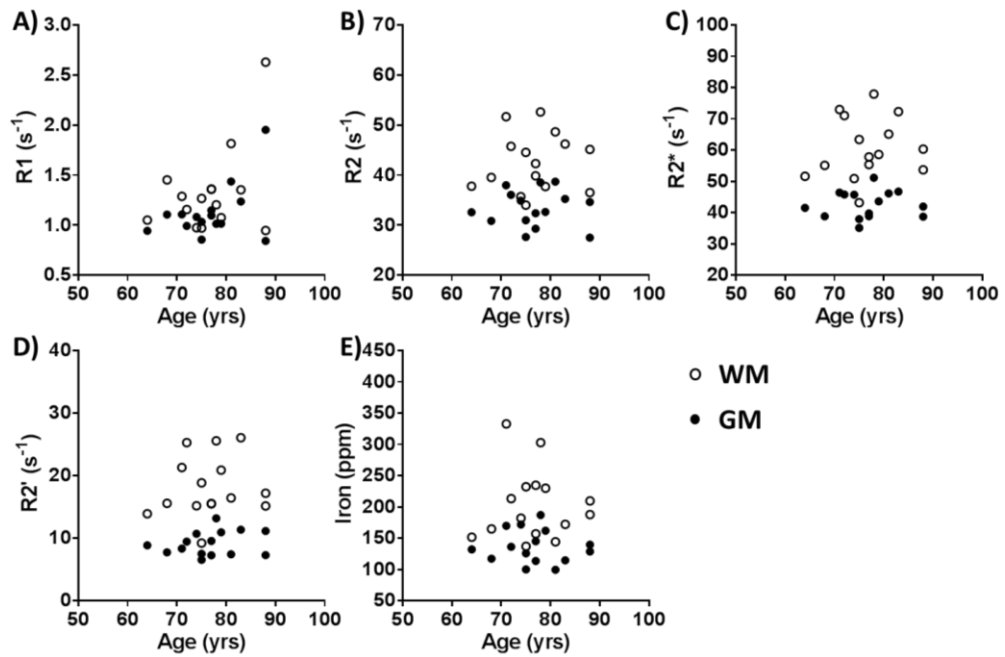 A)
R1 (s⁻¹)
3.0
2.5
2.0
1.5
1.0
0.5
50 60 70 80 90 100
Age (yrs)
B)
R2 (s⁻¹)
70
60
50
40
30
20
50 60 70 80 90 100
Age (yrs)
C)
R2* (s⁻¹)
100
90
80
70
60
50
40
30
20
50 60 70 80 90 100
Age (yrs)
D)
R2' (s⁻¹)
40
30
20
10
0
50 60 70 80 90 100
Age (yrs)
E)
Iron (ppm)
450
400
350
300
250
200
150
100
50
50 60 70 80 90 100
Age (yrs)
WM
GM